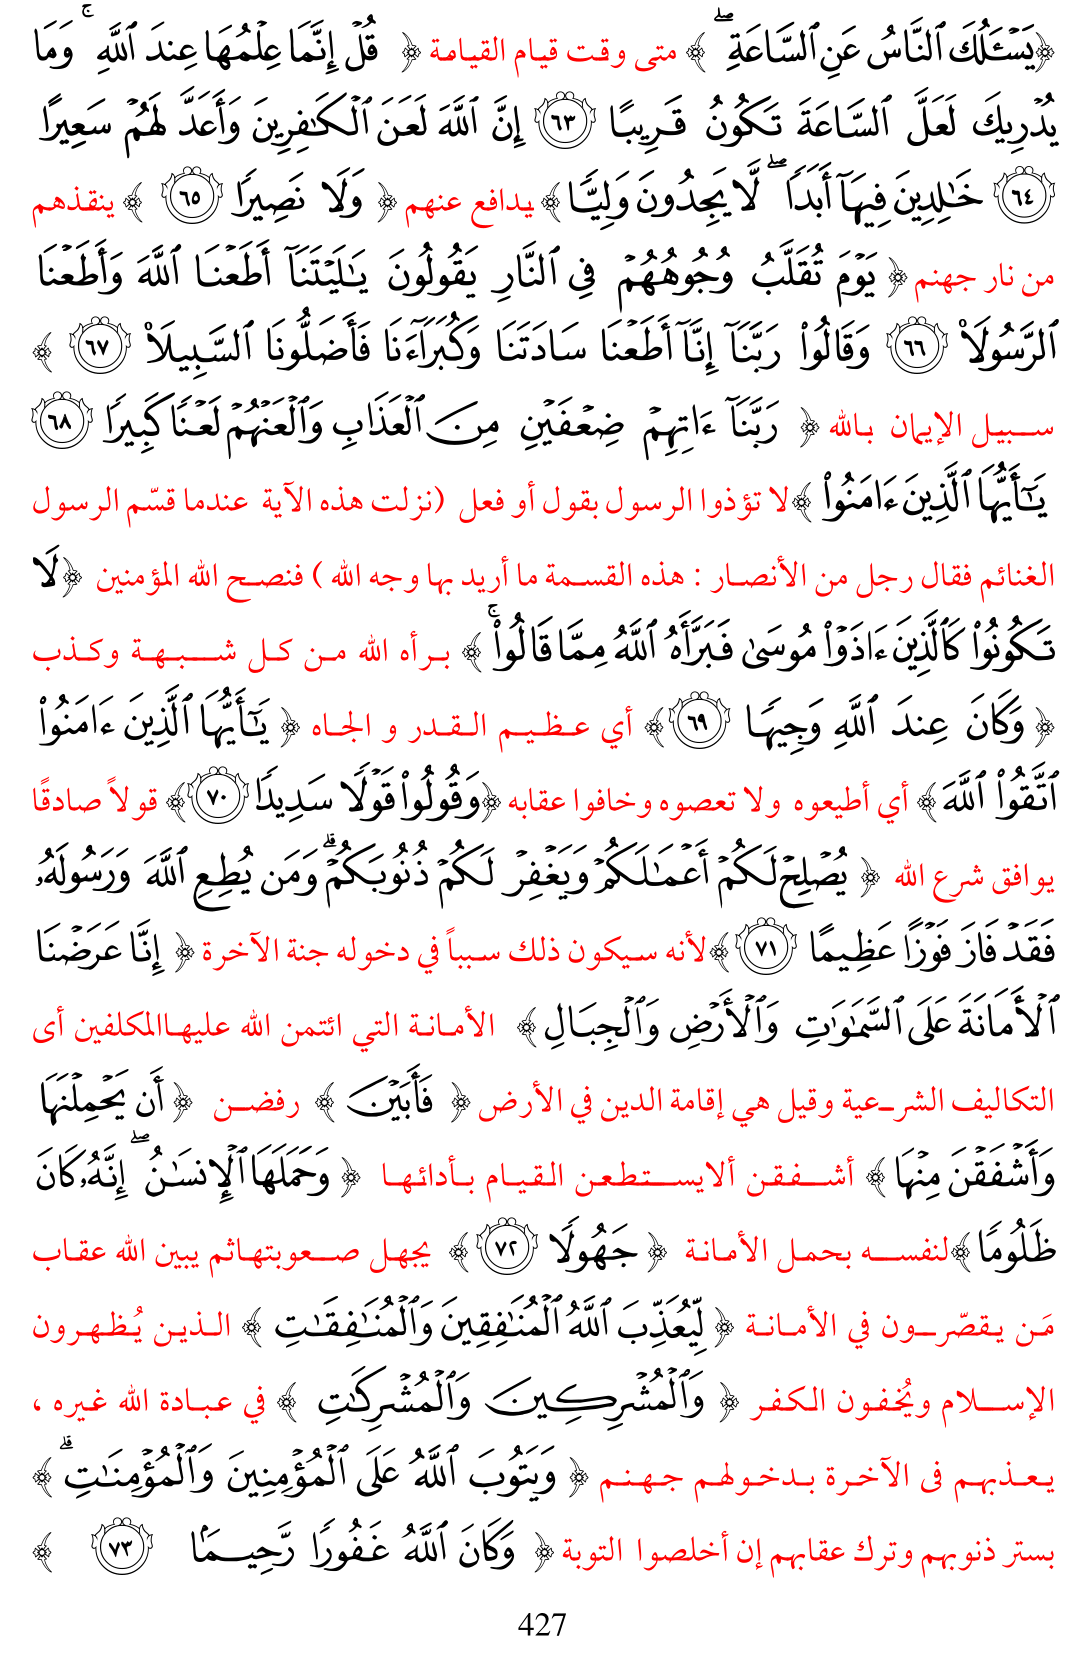 ﴿يَسْـَٔلُكَ ٱلنَّاسُ عَنِ ٱلسَّاعَةِ ۖ ﴾ متى وقت قيام القيامة ﴿ قُلْ إِنَّمَا عِلْمُهَا عِندَ ٱللَّهِ ۚ وَمَا
يُدْرِيكَ لَعَلَّ ٱلسَّاعَةَ تَكُونُ قَرِيبًا ٦٣ إِنَّ ٱللَّهَ لَعَنَ ٱلْكَٰفِرِينَ وَأَعَدَّ لَهُمْ سَعِيرًا
٦٤ خَٰلِدِينَ فِيهَآ أَبَدًا ۖ لَّا يَجِدُونَ وَلِيًّا ﴾ يدافع عنهم ﴿ وَلَا نَصِيرًا ٦٥ ﴾ ينقذهم
من نار جهنم ﴿ يَوْمَ تُقَلَّبُ وُجُوهُهُمْ فِي ٱلنَّارِ يَقُولُونَ يَٰلَيْتَنَآ أَطَعْنَا ٱللَّهَ وَأَطَعْنَا
ٱلرَّسُولَا۠ ٦٦ وَقَالُوا۟ رَبَّنَآ إِنَّآ أَطَعْنَا سَادَتَنَا وَكُبَرَآءَنَا فَأَضَلُّونَا ٱلسَّبِيلَا۠ ٦٧ ﴾
سبيل الإيمان بالله ﴿ رَبَّنَآ ءَاتِهِمْ ضِعْفَيْنِ مِنَ ٱلْعَذَابِ وَٱلْعَنْهُمْ لَعْنًا كَبِيرًا ٦٨
يَٰٓأَيُّهَا ٱلَّذِينَ ءَامَنُوا۟ ﴾ لا تؤذوا الرسول بقول أو فعل (نزلت هذه الآية عندما قسّم الرسول
الغنائم فقال رجل من الأنصار : هذه القسمة ما أريد بها وجه الله ) فنصح الله المؤمنين ﴿ لَا
تَكُونُوا۟ كَٱلَّذِينَ ءَاذَوْا۟ مُوسَىٰ فَبَرَّأَهُ ٱللَّهُ مِمَّا قَالُوا۟ ۚ ﴾ برأه الله من كل شبهة وكذب
﴿ وَكَانَ عِندَ ٱللَّهِ وَجِيهًا ٦٩ ﴾ أي عظيم القدر و الجاه ﴿ يَٰٓأَيُّهَا ٱلَّذِينَ ءَامَنُوا۟
ٱتَّقُوا۟ ٱللَّهَ ﴾ أي أطيعوه ولا تعصوه وخافوا عقابه ﴿وَقُولُوا۟ قَوْلًا سَدِيدًا ٧٠ ﴾ قولاً صادقًا
يوافق شرع الله ﴿ يُصْلِحْ لَكُمْ أَعْمَٰلَكُمْ وَيَغْفِرْ لَكُمْ ذُنُوبَكُمْ ۗ وَمَن يُطِعِ ٱللَّهَ وَرَسُولَهُۥ
فَقَدْ فَازَ فَوْزًا عَظِيمًا ٧١ ﴾ لأنه سيكون ذلك سبباً في دخوله جنة الآخرة ﴿ إِنَّا عَرَضْنَا
ٱلْأَمَانَةَ عَلَى ٱلسَّمَٰوَٰتِ وَٱلْأَرْضِ وَٱلْجِبَالِ ﴾ الأمانة التي ائتمن الله عليهاالمكلفين أى
التكاليف الشرعية وقيل هي إقامة الدين في الأرض ﴿ فَأَبَيْنَ ﴾ رفضن ﴿ أَن يَحْمِلْنَهَا
وَأَشْفَقْنَ مِنْهَا ﴾ أشفقن ألايستطعن القيام بأدائها ﴿ وَحَمَلَهَا ٱلْإِنسَٰنُ ۖ إِنَّهُۥ كَانَ
ظَلُومًا ﴾لنفسه بحمل الأمانة ﴿ جَهُولًا ٧٢ ﴾ يجهل صعوبتهاثم يبين الله عقاب
مَن يقصّرون في الأمانة ﴿ لِّيُعَذِّبَ ٱللَّهُ ٱلْمُنَٰفِقِينَ وَٱلْمُنَٰفِقَٰتِ ﴾ الذين يُظهرون
الإسلام ويُخفون الكفر ﴿ وَٱلْمُشْرِكِينَ وَٱلْمُشْرِكَٰتِ ﴾ في عبادة الله غيره ،
يعذبهم فى الآخرة بدخولهم جهنم ﴿ وَيَتُوبَ ٱللَّهُ عَلَى ٱلْمُؤْمِنِينَ وَٱلْمُؤْمِنَٰتِ ۗ ﴾
بستر ذنوبهم وترك عقابهم إن أخلصوا التوبة ﴿ وَكَانَ ٱللَّهُ غَفُورًا رَّحِيمًۢا ٧٣ ﴾
427